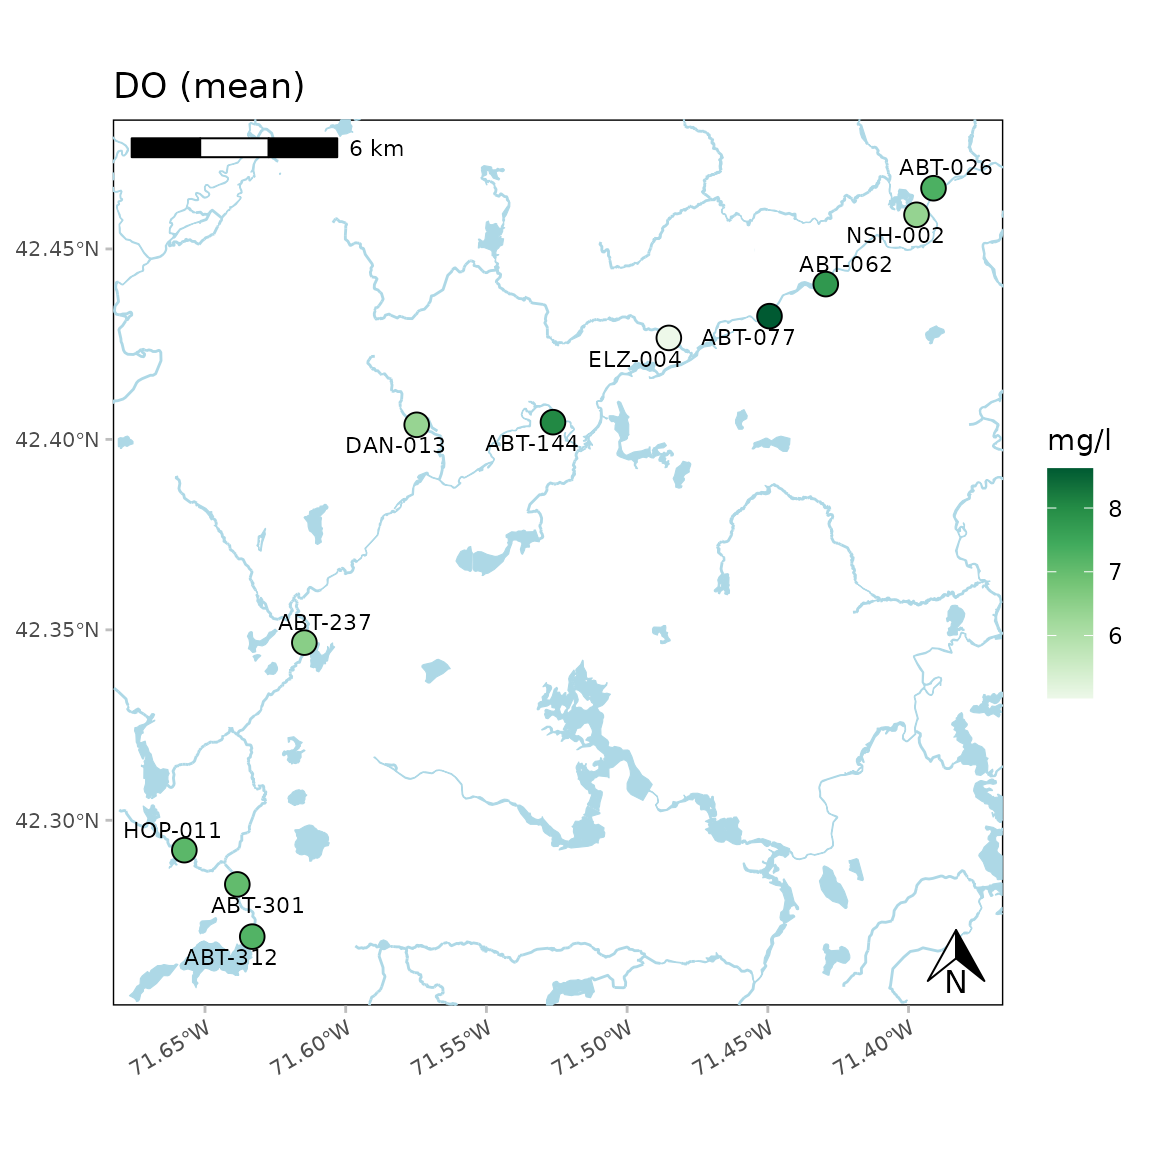 DO (mean)
6 km
ABT-026
NSH-002
42.45°N
ABT-062
ABT-077
ELZ-004
mg/l
42.40°N
DAN-013
ABT-144
8
7
ABT-237
42.35°N
6
42.30°N
HOP-011
ABT-301
ABT-312
N
71.65°W
71.60°W
71.55°W
71.50°W
71.45°W
71.40°W